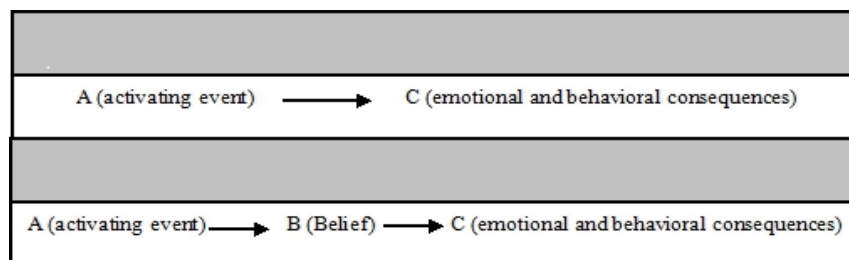 A (activating event) C (emotional and behavioral consequences)
A (activating event) B (Belief) C (emotional and behavioral consequences)